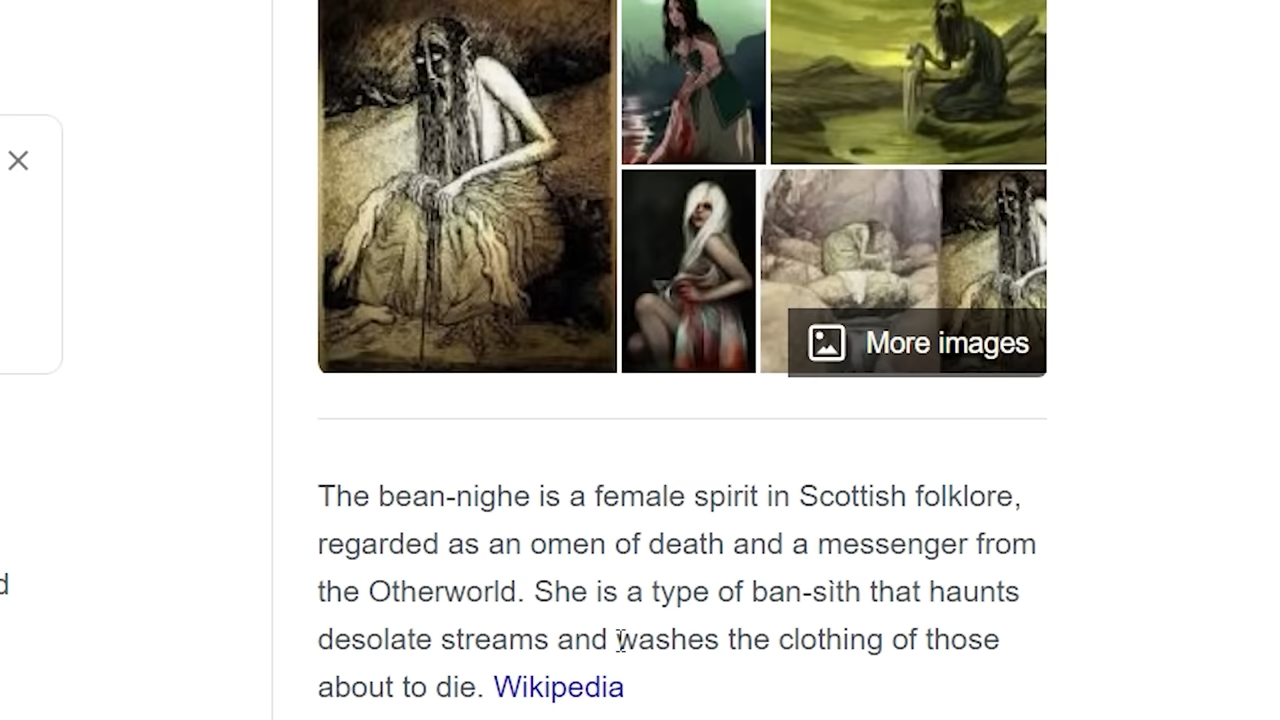 More images
The bean-nighe is a female spirit in Scottish folklore,
regarded as an omen of death and a messenger from
the Otherworld. She is a type of ban-sìth that haunts
d
desolate streams and washes the clothing of those
about to die. Wikipedia